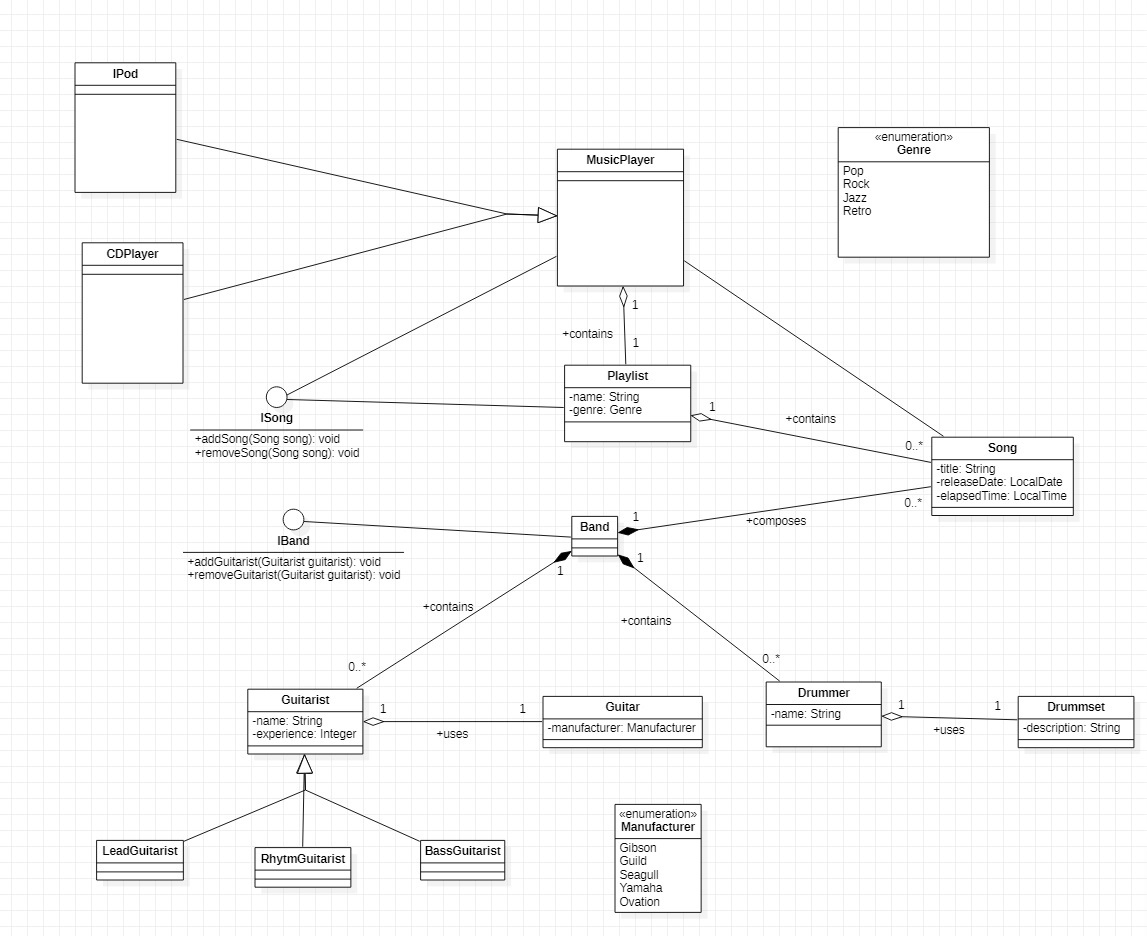 IPod
«enumeration»
Genre
Pop
Rock
Jazz
Retro
MusicPlayer
CDPlayer
1
+contains
1
Playlist
-name: String
-genre: Genre
1
+contains
0..*
ISong
+addSong(Song song): void
+removeSong(Song song): void
Song
-title: String
-releaseDate: LocalDate
-elapsedTime: LocalTime
0..*
1
+composes
Band
IBand
+addGuitarist(Guitarist guitarist): void
+removeGuitarist(Guitarist guitarist): void
1
1
+contains
+contains
0..*
0..*
Guitarist
-name: String
-experience: Integer
1
1
+uses
Guitar
-manufacturer: Manufacturer
Drummer
-name: String
1
1
+uses
Drummset
-description: String
LeadGuitarist
RhytmGuitarist
BassGuitarist
«enumeration»
Manufacturer
Gibson
Guild
Seagull
Yamaha
Ovation